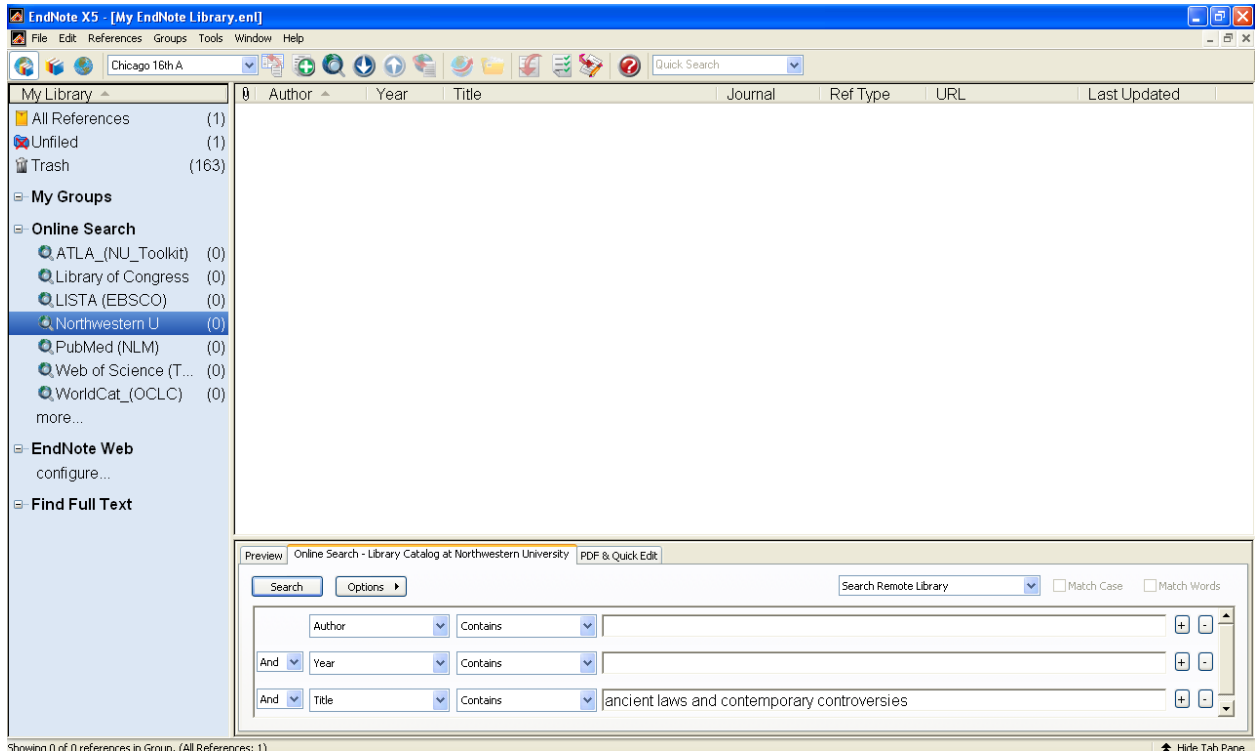 EndNote X5 - [My EndNote Library.enl]
File Edit References Groups Tools Window Help
Chicago 16th A
Quick Search
My Library
Author Year Title Journal Ref Type URL Last Updated
All References (1)
Unfiled (1)
Trash (163)
My Groups
Online Search
ATLA_(NU_Toolkit) (0)
Library of Congress (0)
LISTA (EBSCO) (0)
Northwestern U (0)
PubMed (NLM) (0)
Web of Science (T... (0)
WorldCat_(OCLC) (0)
more...
EndNote Web
configure...
Find Full Text
Preview Online Search - Library Catalog at Northwestern University PDF & Quick Edit
Search Options Search Remote Library Match Case Match Words
Author Contains
And Year Contains
And Title Contains ancient laws and contemporary controversies
Showing 0 of 0 references in Group. (All References: 1) Hide Tab Pane